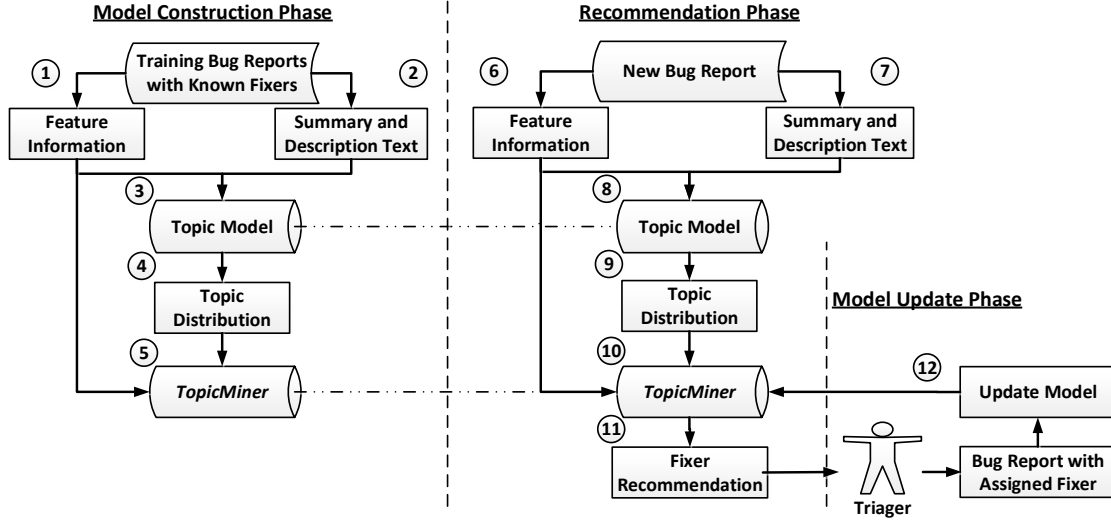 Model Construction Phase
1
Training Bug Reports
with Known Fixers
2
Feature
Information
Summary and
Description Text
3
Topic Model
4
Topic
Distribution
5
TopicMiner
Recommendation Phase
6
New Bug Report
7
Feature
Information
Summary and
Description Text
8
Topic Model
9
Topic
Distribution
10
TopicMiner
11
Fixer
Recommendation
Model Update Phase
12
Update Model
Triager
Bug Report with
Assigned Fixer